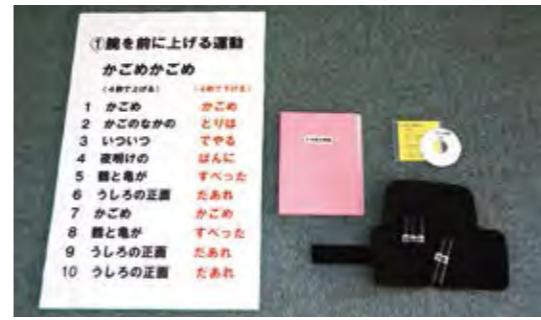 ①腕を前に上げる運動
かごめかごめ
(4秒で上げる) (4秒で下げる)
1 かごめ かごめ
2 かごのなかの とりは
3 いついつ でやる
4 夜明けの ばんに
5 鶴と亀が すべった
6 うしろの正面 だあれ
7 かごめ かごめ
8 鶴と亀が すべった
9 うしろの正面 だあれ
10 うしろの正面 だあれ